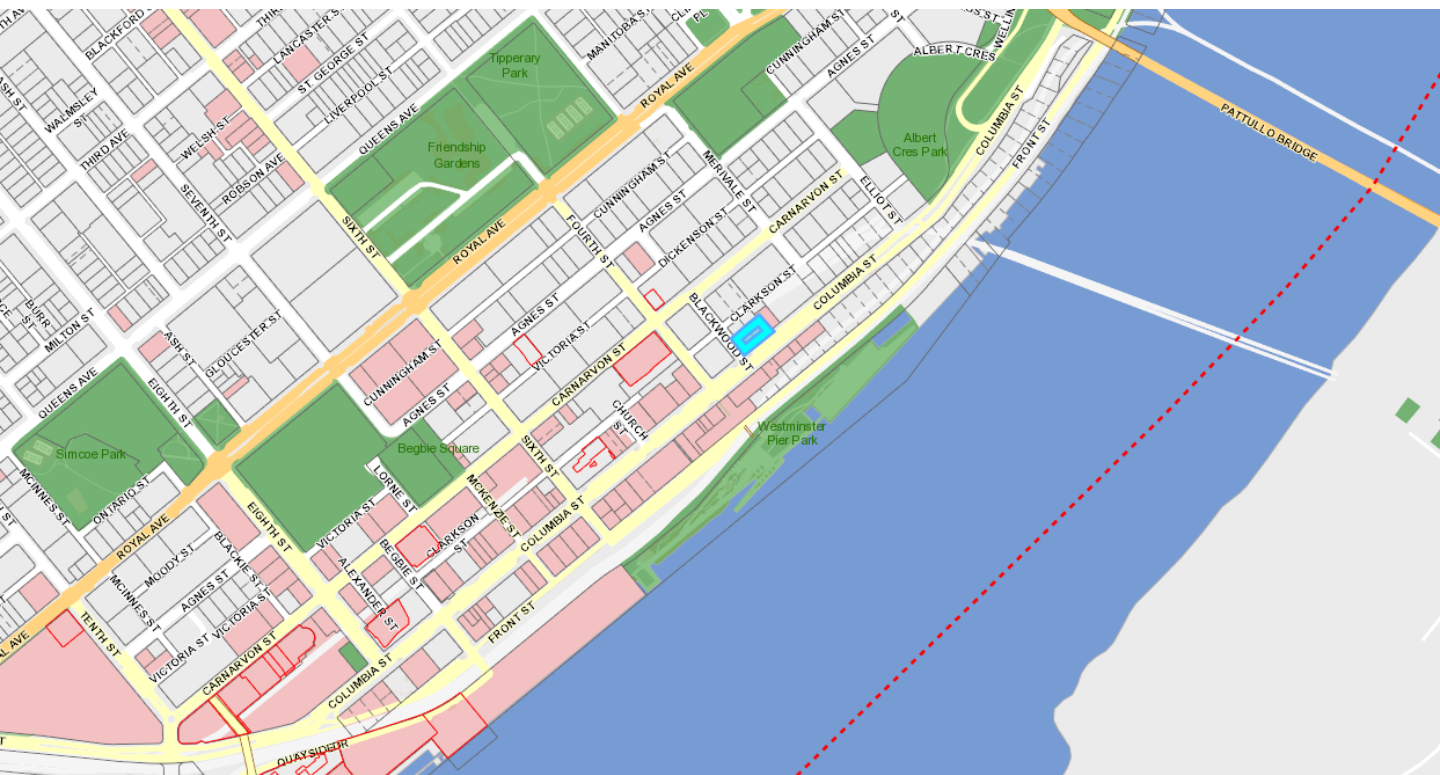 BLACKFORD ST
LANCASTER ST
ST GEORGE ST
LIVERPOOL ST
QUEENS AVE
MANITOBA ST
PL
ROYAL AVE
CUNNINGHAM ST
AGNES ST
ALBERT CRES
Tipperary
Park
WALMSLEY
ST
THIRD AVE
WELSH ST
ROBSON AVE
SEVENTH ST
SIXTH ST
Friendship
Gardens
ROYAL AVE
CUNNINGHAM ST
AGNES ST
DICKENSON ST
FOURTH ST
MERIVALE ST
CARNARVON ST
ELLIOT ST
Albert
Cres Park
COLUMBIA ST
FRONT ST
PATTULLO BRIDGE
BURR
ST
MILTON ST
ASH ST
GLOUCESTER ST
QUEENS AVE
EIGHTH ST
CUNNINGHAM ST
AGNES ST
AGNES ST
VICTORIA ST
CARNARVON ST
BLACKWOOD ST
CLARKSON ST
COLUMBIA ST
CHURCH
ST
Westminster
Pier Park
Begbie Square
Simcoe Park
MCINNES ST
ONTARIO ST
ROYAL AVE
EIGHTH ST
LORNE ST
VICTORIA ST
SIXTH ST
MCKENZIE ST
CLARKSON
ST
COLUMBIA ST
BEGBIE ST
ALEXANDER ST
MOODY ST
BLACKIE ST
MCINNES ST
AGNES ST
VICTORIA ST
VICTORIA ST
TENTH ST
CARNARVON ST
COLUMBIA ST
FRONT ST
QUAYSIDE DR